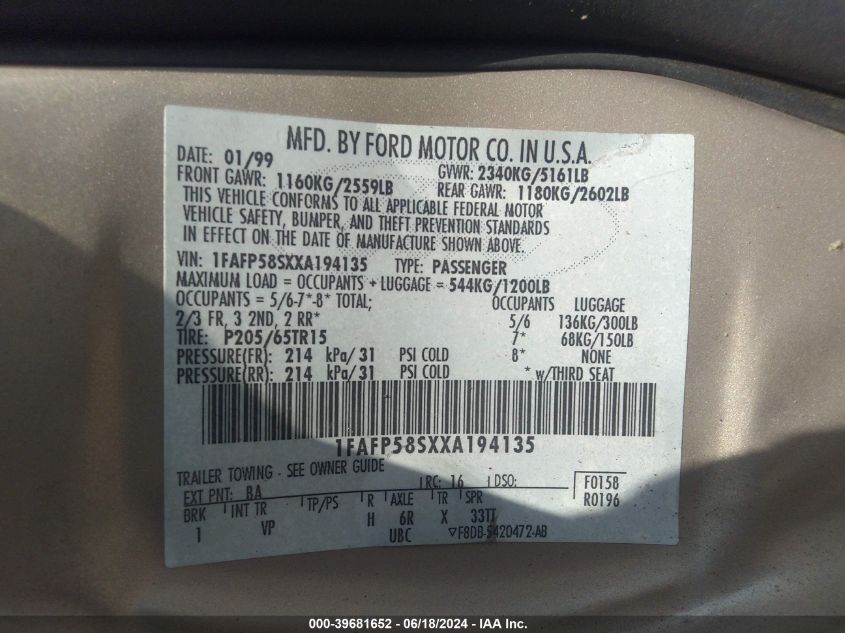 MFD. BY FORD MOTOR CO. IN U.S.A.
DATE: 01/99 GVWR: 2340KG/5161LB
FRONT GAWR: 1160KG/2559LB REAR GAWR: 1180KG/2602LB
THIS VEHICLE CONFORMS TO ALL APPLICABLE FEDERAL MOTOR
VEHICLE SAFETY, BUMPER, AND THEFT PREVENTION STANDARDS
IN EFFECT ON THE DATE OF MANUFACTURE SHOWN ABOVE.
VIN: 1FAFP58SXXA194135 TYPE: PASSENGER
MAXIMUM LOAD = OCCUPANTS + LUGGAGE = 544KG/1200LB
OCCUPANTS = 5/6-7*-8* TOTAL; OCCUPANTS LUGGAGE
2/3 FR, 3 2ND, 2 RR* 5/6 136KG/300LB
TIRE: P205/65TR15 7* 68KG/150LB
PRESSURE(FR): 214 kPa/31 PSI COLD 8* NONE
PRESSURE(RR): 214 kPa/31 PSI COLD * w/THIRD SEAT
1FAFP58SXXA194135
TRAILER TOWING - SEE OWNER GUIDE
EXT PNT: BA RC: 16 DSO: F0158
BRK INT TR TP/PS R AXLE TR SPR R0196
1 VP H 6R X 33TT
UBC ▽F8DB-5420472-AB
000-39681652 - 06/18/2024 - IAA Inc.